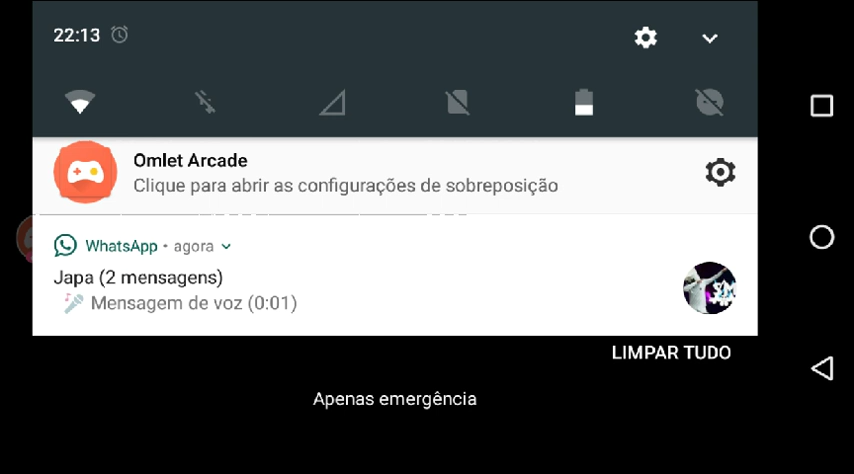 22:13
Omlet Arcade
Clique para abrir as configurações de sobreposição
WhatsApp • agora
Japa (2 mensagens)
Mensagem de voz (0:01)
LIMPAR TUDO
Apenas emergência